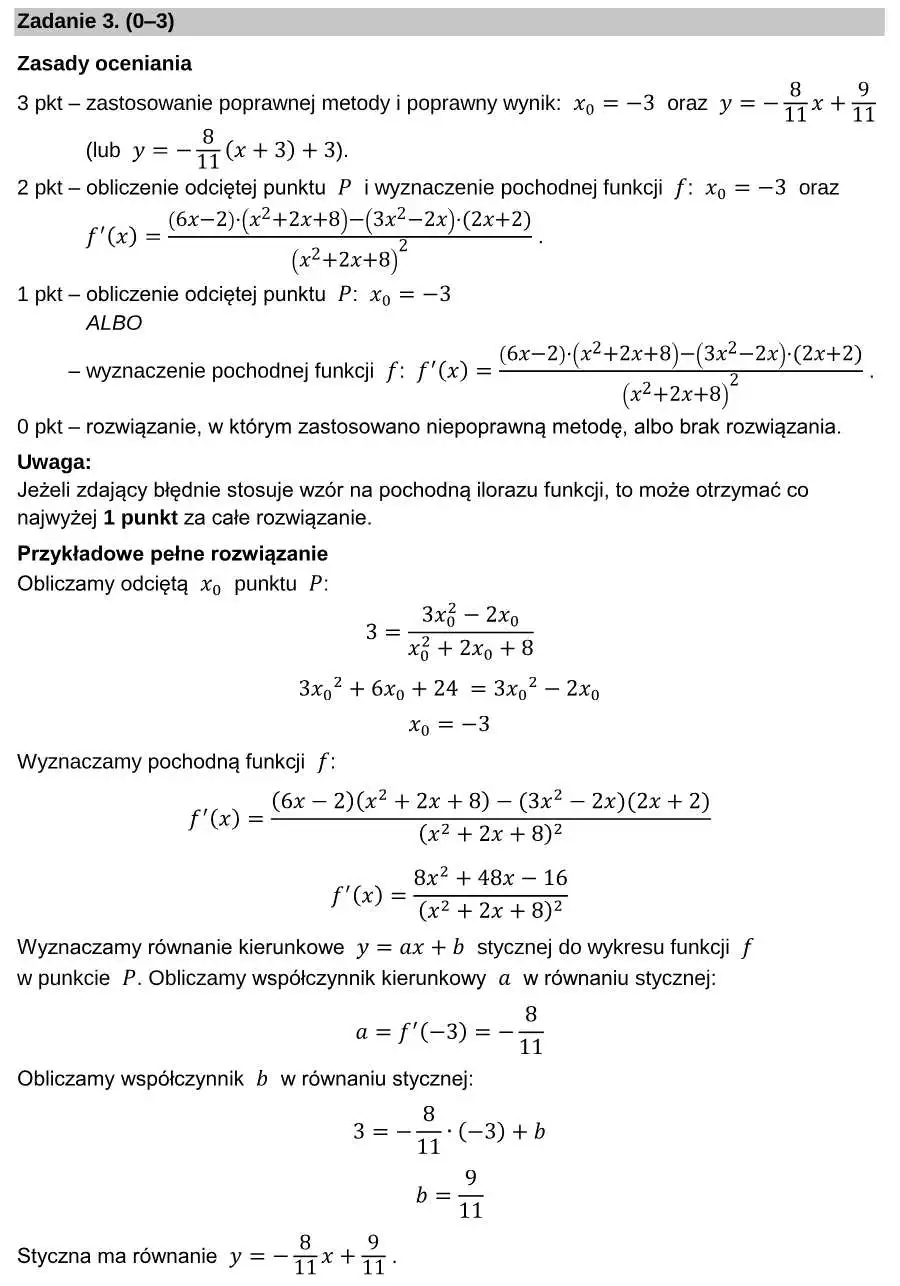 Zadanie 3. (0–3)
Zasady oceniania
3 pkt – zastosowanie poprawnej metody i poprawny wynik: x₀ = −3 oraz y = −8/11 x + 9/11
(lub y = −8/11 (x + 3) + 3).
2 pkt – obliczenie odciętej punktu P i wyznaczenie pochodnej funkcji f: x₀ = −3 oraz
f′(x) = ((6x−2)·(x²+2x+8)−(3x²−2x)·(2x+2))/(x²+2x+8)² .
1 pkt – obliczenie odciętej punktu P: x₀ = −3
ALBO
– wyznaczenie pochodnej funkcji f: f′(x) = ((6x−2)·(x²+2x+8)−(3x²−2x)·(2x+2))/(x²+2x+8)² .
0 pkt – rozwiązanie, w którym zastosowano niepoprawną metodę, albo brak rozwiązania.
Uwaga:
Jeżeli zdający błędnie stosuje wzór na pochodną ilorazu funkcji, to może otrzymać co
najwyżej 1 punkt za całe rozwiązanie.
Przykładowe pełne rozwiązanie
Obliczamy odciętą x₀ punktu P:
3 = (3x₀² − 2x₀)/(x₀² + 2x₀ + 8)
3x₀² + 6x₀ + 24 = 3x₀² − 2x₀
x₀ = −3
Wyznaczamy pochodną funkcji f:
f′(x) = ((6x − 2)(x² + 2x + 8) − (3x² − 2x)(2x + 2))/(x² + 2x + 8)²
f′(x) = (8x² + 48x − 16)/(x² + 2x + 8)²
Wyznaczamy równanie kierunkowe y = ax + b stycznej do wykresu funkcji f
w punkcie P. Obliczamy współczynnik kierunkowy a w równaniu stycznej:
a = f′(−3) = −8/11
Obliczamy współczynnik b w równaniu stycznej:
3 = −8/11 · (−3) + b
b = 9/11
Styczna ma równanie y = −8/11 x + 9/11 .